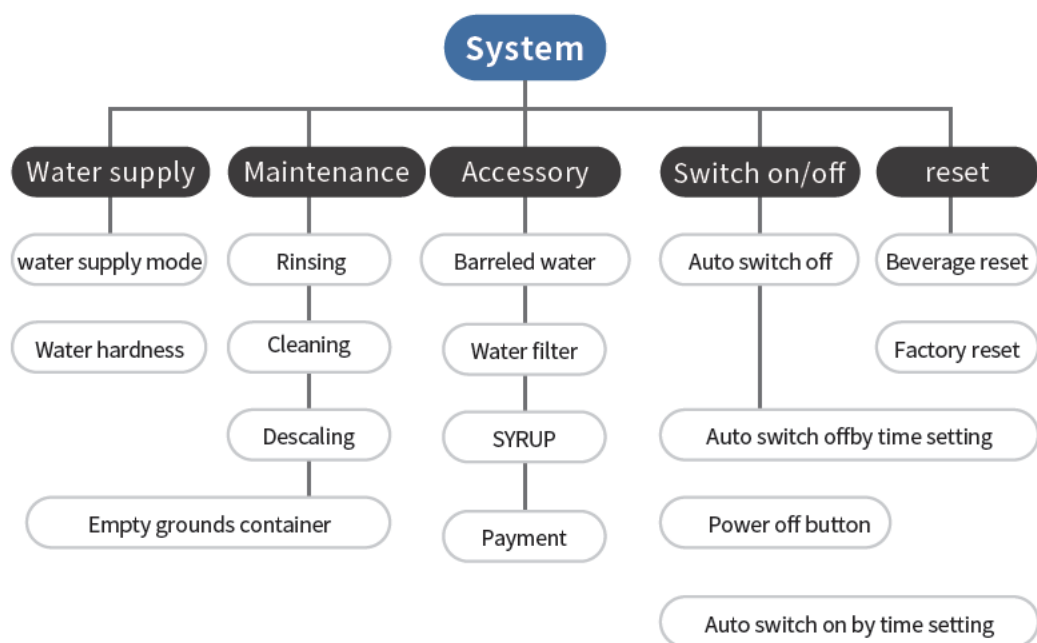 System
Water supply
Maintenance
Accessory
Switch on/off
reset
water supply mode
Rinsing
Barreled water
Auto switch off
Beverage reset
Water hardness
Cleaning
Water filter
Factory reset
Descaling
SYRUP
Auto switch offby time setting
Empty grounds container
Payment
Power off button
Auto switch on by time setting